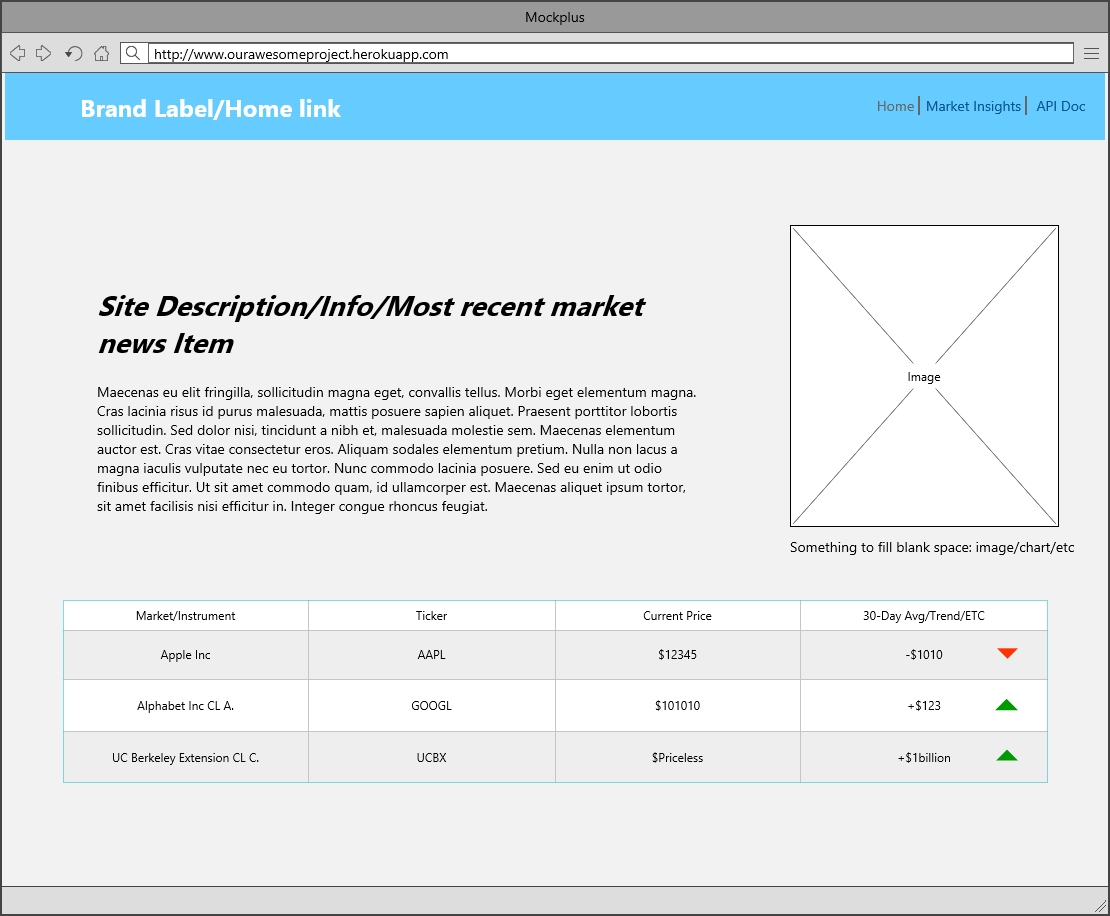 Mockplus
http://www.ourawesomeproject.herokuapp.com
Brand Label/Home link
Home Market Insights API Doc
Site Description/Info/Most recent market
news Item
Maecenas eu elit fringilla, sollicitudin magna eget, convallis tellus. Morbi eget elementum magna.
Cras lacinia risus id purus malesuada, mattis posuere sapien aliquet. Praesent porttitor lobortis
sollicitudin. Sed dolor nisi, tincidunt a nibh et, malesuada molestie sem. Maecenas elementum
auctor est. Cras vitae consectetur eros. Aliquam sodales elementum pretium. Nulla non lacus a
magna iaculis vulputate nec eu tortor. Nunc commodo lacinia posuere. Sed eu enim ut odio
finibus efficitur. Ut sit amet commodo quam, id ullamcorper est. Maecenas aliquet ipsum tortor,
sit amet facilisis nisi efficitur in. Integer congue rhoncus feugiat.
Image
Something to fill blank space: image/chart/etc
Market/Instrument Ticker Current Price 30-Day Avg/Trend/ETC
Apple Inc AAPL $12345 -$1010
Alphabet Inc CL A. GOOGL $101010 +$123
UC Berkeley Extension CL C. UCBX $Priceless +$1billion